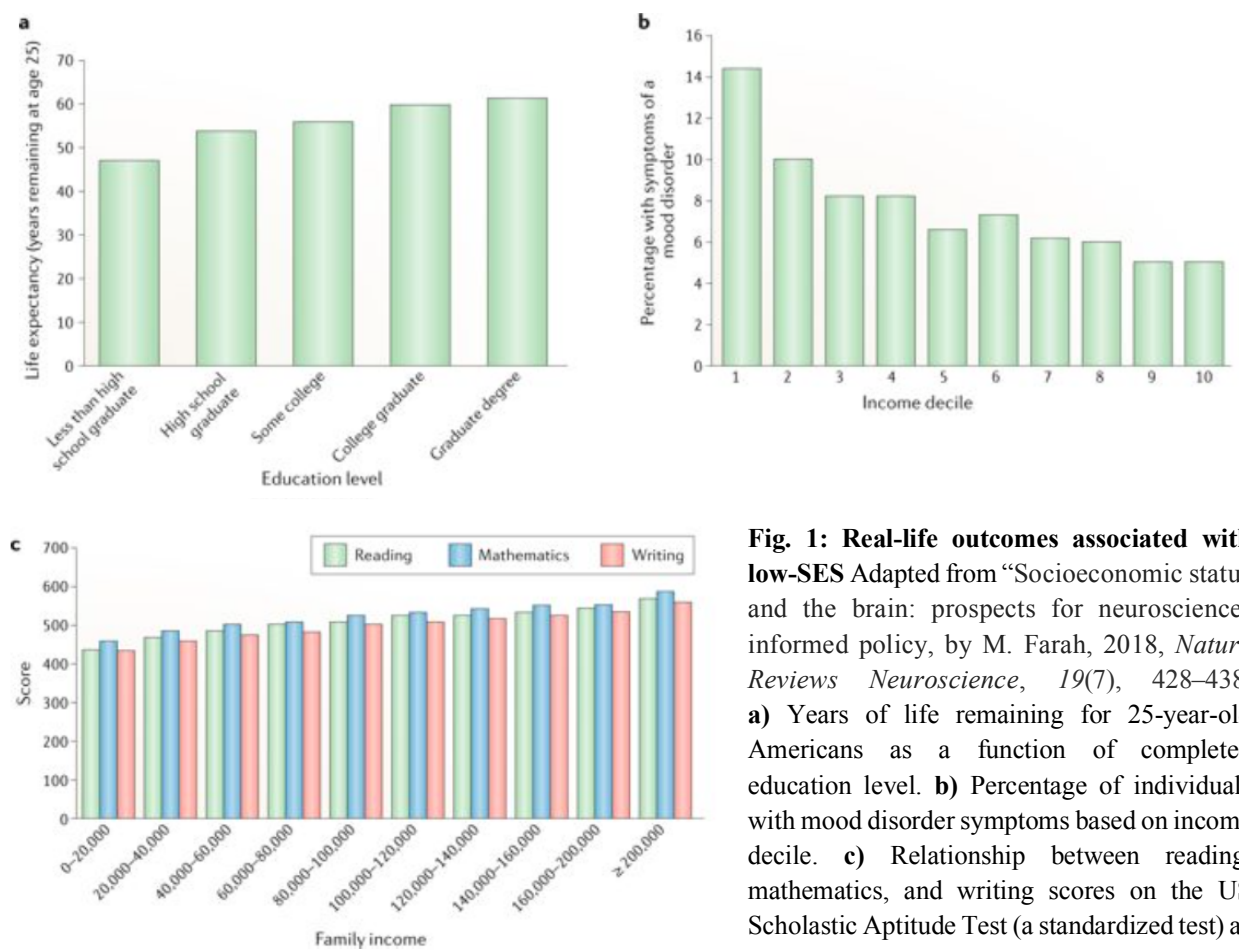 a
Life expectancy (years remaining at age 25)
70
60
50
40
30
20
10
0
Less than high
school graduate
High school
graduate
Some college
College graduate
Graduate degree
Education level
b
Percentage with symptoms of a
mood disorder
16
14
12
10
8
6
4
2
0
1 2 3 4 5 6 7 8 9 10
Income decile
c
Reading Mathematics Writing
Score
700
600
500
400
300
200
100
0
0–20,000
20,000–40,000
40,000–60,000
60,000–80,000
80,000–100,000
100,000–120,000
120,000–140,000
140,000–160,000
160,000–200,000
≥ 200,000
Family income
Fig. 1: Real-life outcomes associated with
low-SES Adapted from “Socioeconomic statu
and the brain: prospects for neuroscience
informed policy, by M. Farah, 2018, Natur
Reviews Neuroscience, 19(7), 428–438
a) Years of life remaining for 25-year-ol
Americans as a function of complete
education level. b) Percentage of individual
with mood disorder symptoms based on incom
decile. c) Relationship between reading
mathematics, and writing scores on the US
Scholastic Aptitude Test (a standardized test) a